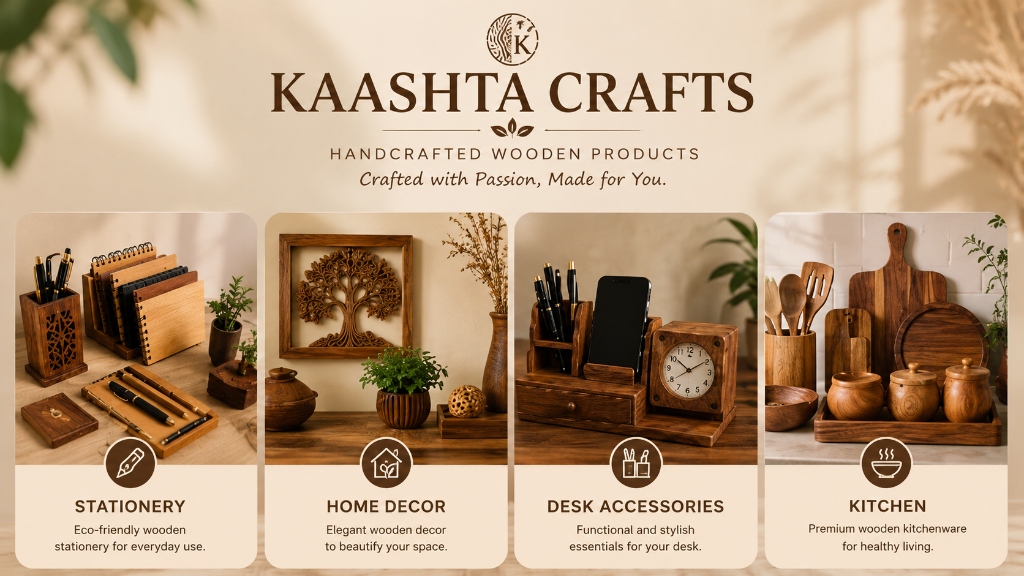 K
KAASHTA CRAFTS
HANDCRAFTED WOODEN PRODUCTS
Crafted with Passion, Made for You.
STATIONERY
Eco-friendly wooden
stationery for everyday use.
HOME DECOR
Elegant wooden decor
to beautify your space.
DESK ACCESSORIES
Functional and stylish
essentials for your desk.
KITCHEN
Premium wooden kitchenware
for healthy living.